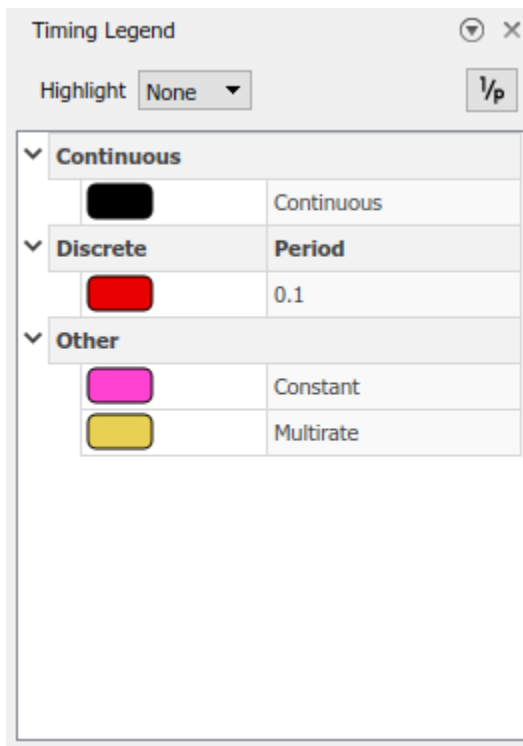 Timing Legend
Highlight None 1/p
Continuous
Continuous
Discrete Period
0.1
Other
Constant
Multirate